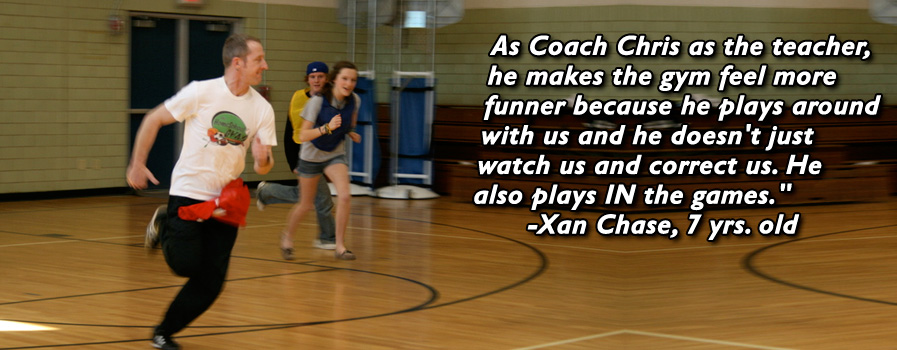 As Coach Chris as the teacher,
he makes the gym feel more
funner because he plays around
with us and he doesn't just
watch us and correct us. He
also plays IN the games."
-Xan Chase, 7 yrs. old